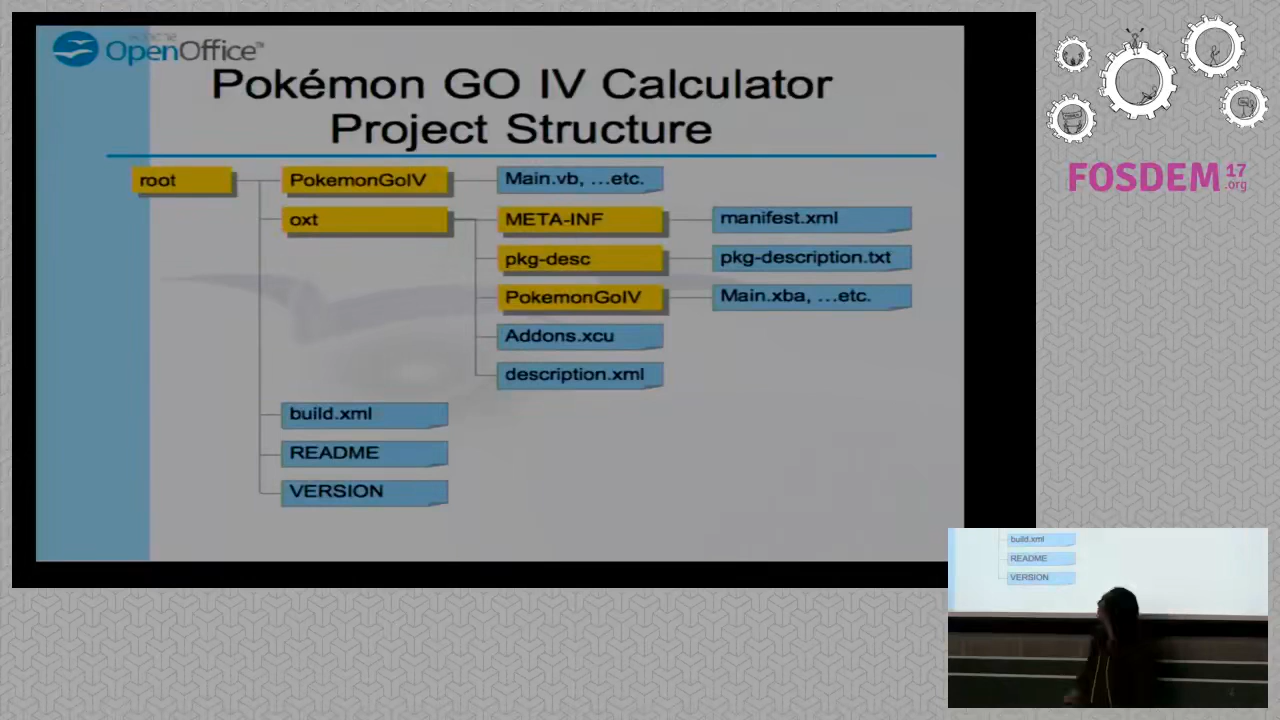 OpenOffice™
Pokémon GO IV Calculator
Project Structure
root
PokemonGoIV
Main.vb, ...etc.
oxt
META-INF
manifest.xml
pkg-desc
pkg-description.txt
PokemonGoIV
Main.xba, ...etc.
Addons.xcu
description.xml
build.xml
README
VERSION
FOSDEM 17
.org
build.xml
README
VERSION